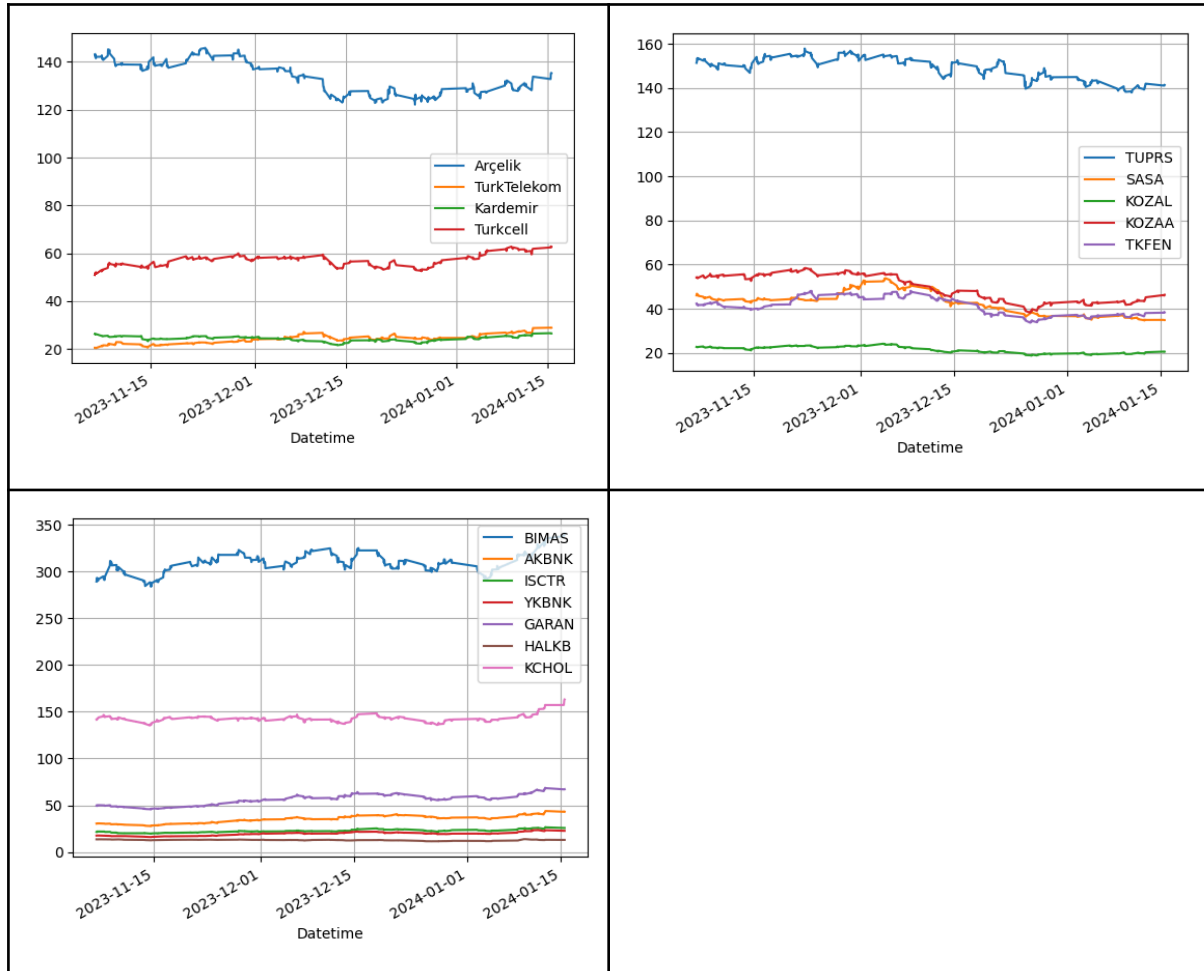 140
120
100
80
60
40
20
Arçelik
TurkTelekom
Kardemir
Turkcell
2023-11-15
2023-12-01
2023-12-15
2024-01-01
2024-01-15
Datetime
160
140
120
100
80
60
40
20
TUPRS
SASA
KOZAL
KOZAA
TKFEN
2023-11-15
2023-12-01
2023-12-15
2024-01-01
2024-01-15
Datetime
350
300
250
200
150
100
50
0
BIMAS
AKBNK
ISCTR
YKBNK
GARAN
HALKB
KCHOL
2023-11-15
2023-12-01
2023-12-15
2024-01-01
2024-01-15
Datetime